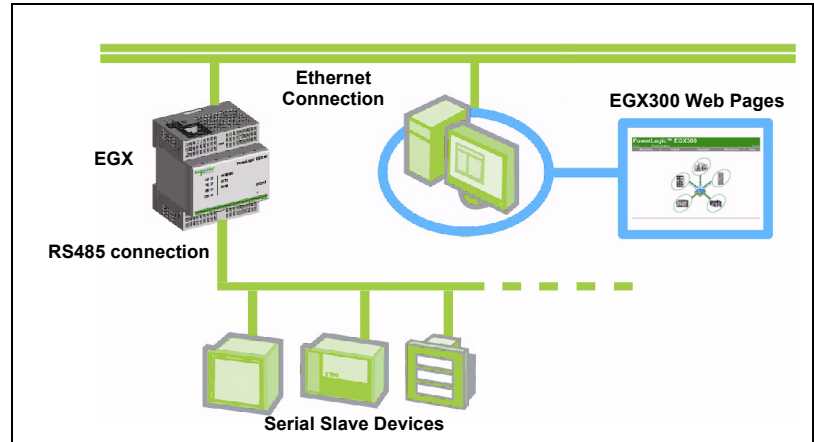 Ethernet
Connection
EGX300 Web Pages
PowerLogic™ EGX300
EGX
RS485 connection
Serial Slave Devices